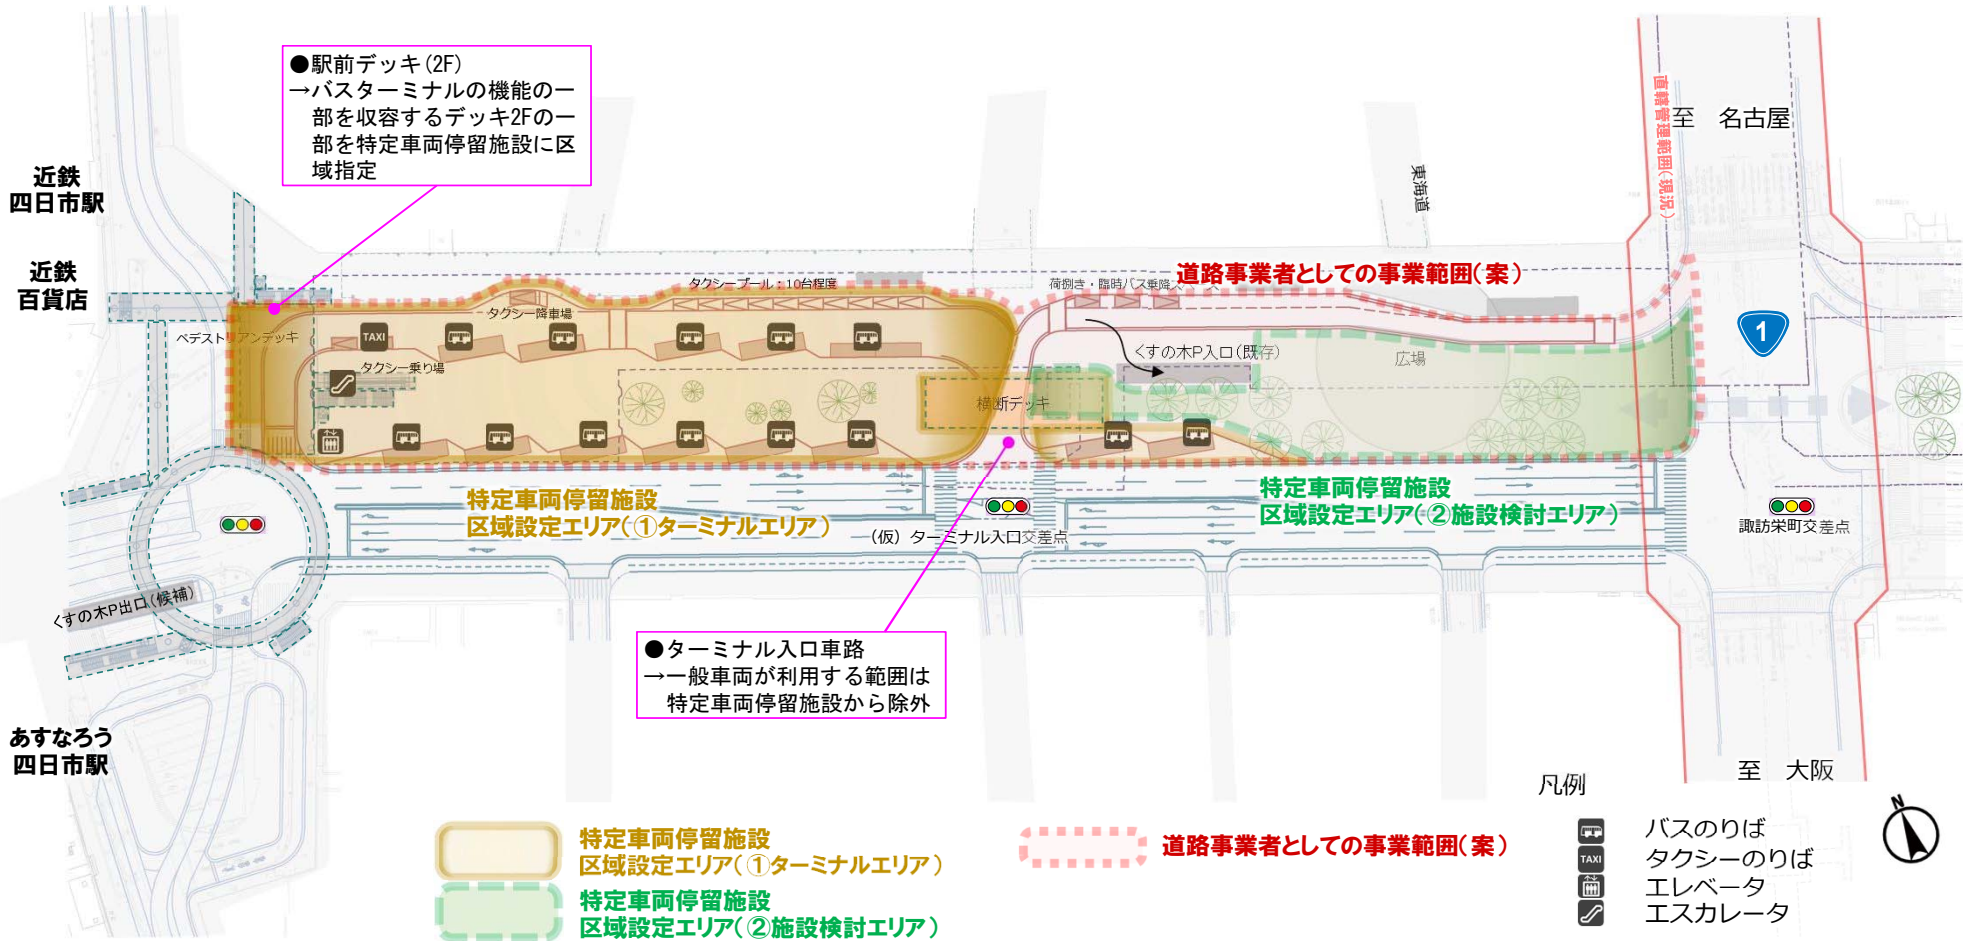 ●駅前デッキ(2F)
→バスターミナルの機能の一
部を収容するデッキ2Fの一
部を特定車両停留施設に区
域指定
近鉄
四日市駅
近鉄
百貨店
直轄管理範囲(現況)
至 名古屋
東海道
道路事業者としての事業範囲(案)
タクシープール:10台程度
荷捌き・臨時バス乗降ス
タクシー降車場
ペデストリアンデッキ
TAXI
タクシー乗り場
くすの木P入口(既存)
広場
1
横断デッキ
特定車両停留施設
区域設定エリア(①ターミナルエリア)
特定車両停留施設
区域設定エリア(②施設検討エリア)
(仮)ターミナル入口交差点
諏訪栄町交差点
くすの木P出口(候補)
●ターミナル入口車路
→一般車両が利用する範囲は
特定車両停留施設から除外
あすなろう
四日市駅
至 大阪
凡例
N
特定車両停留施設
区域設定エリア(①ターミナルエリア)
特定車両停留施設
区域設定エリア(②施設検討エリア)
道路事業者としての事業範囲(案)
バスのりば
TAXI タクシーのりば
エレベータ
エスカレータ